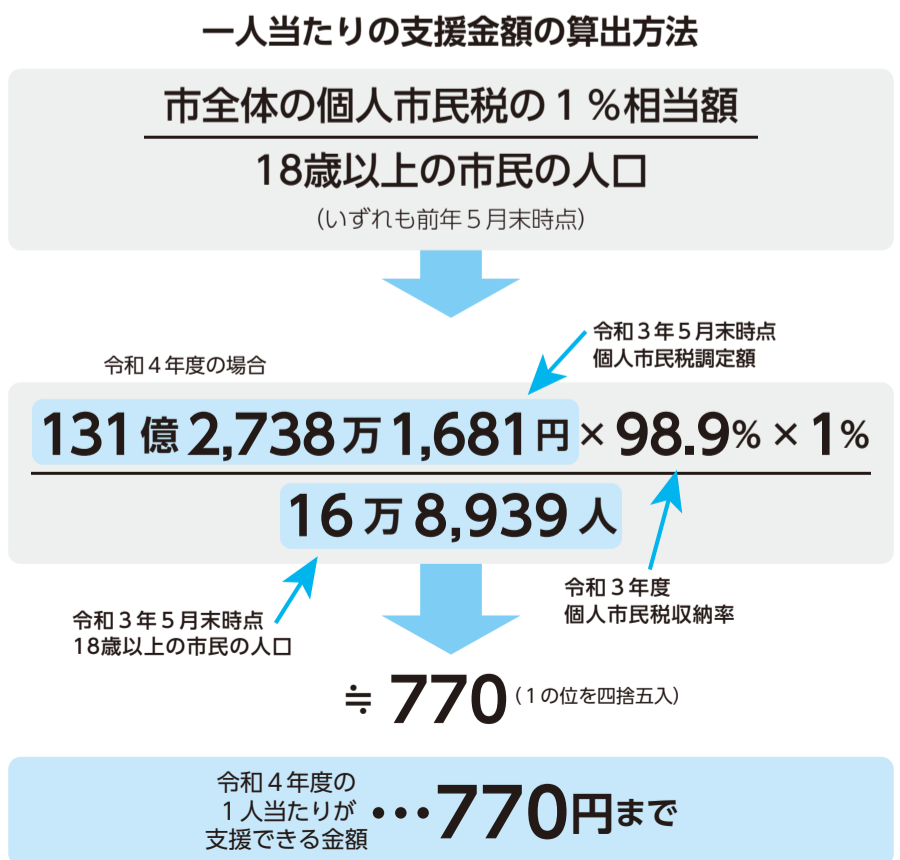 一人当たりの支援金額の算出方法
市全体の個人市民税の1%相当額
18歳以上の市民の人口
(いずれも前年5月末時点)
令和3年5月末時点
個人市民税調定額
令和4年度の場合
131億2,738万1,681円×98.9%×1%
16万8,939人
令和3年度
個人市民税収納率
令和3年5月末時点
18歳以上の市民の人口
≒770(1の位を四捨五入)
令和4年度の
1人当たりが
支援できる金額
…770円まで